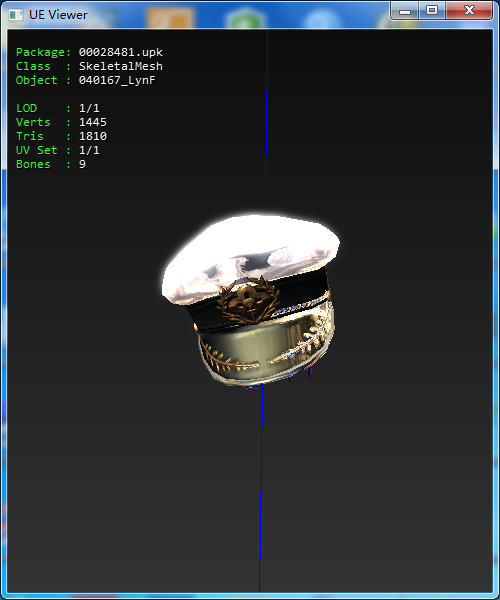 UE Viewer
Package: 00028481.upk
Class : SkeletalMesh
Object : 040167_LynF
LOD : 1/1
Verts : 1445
Tris : 1810
UV Set : 1/1
Bones : 9